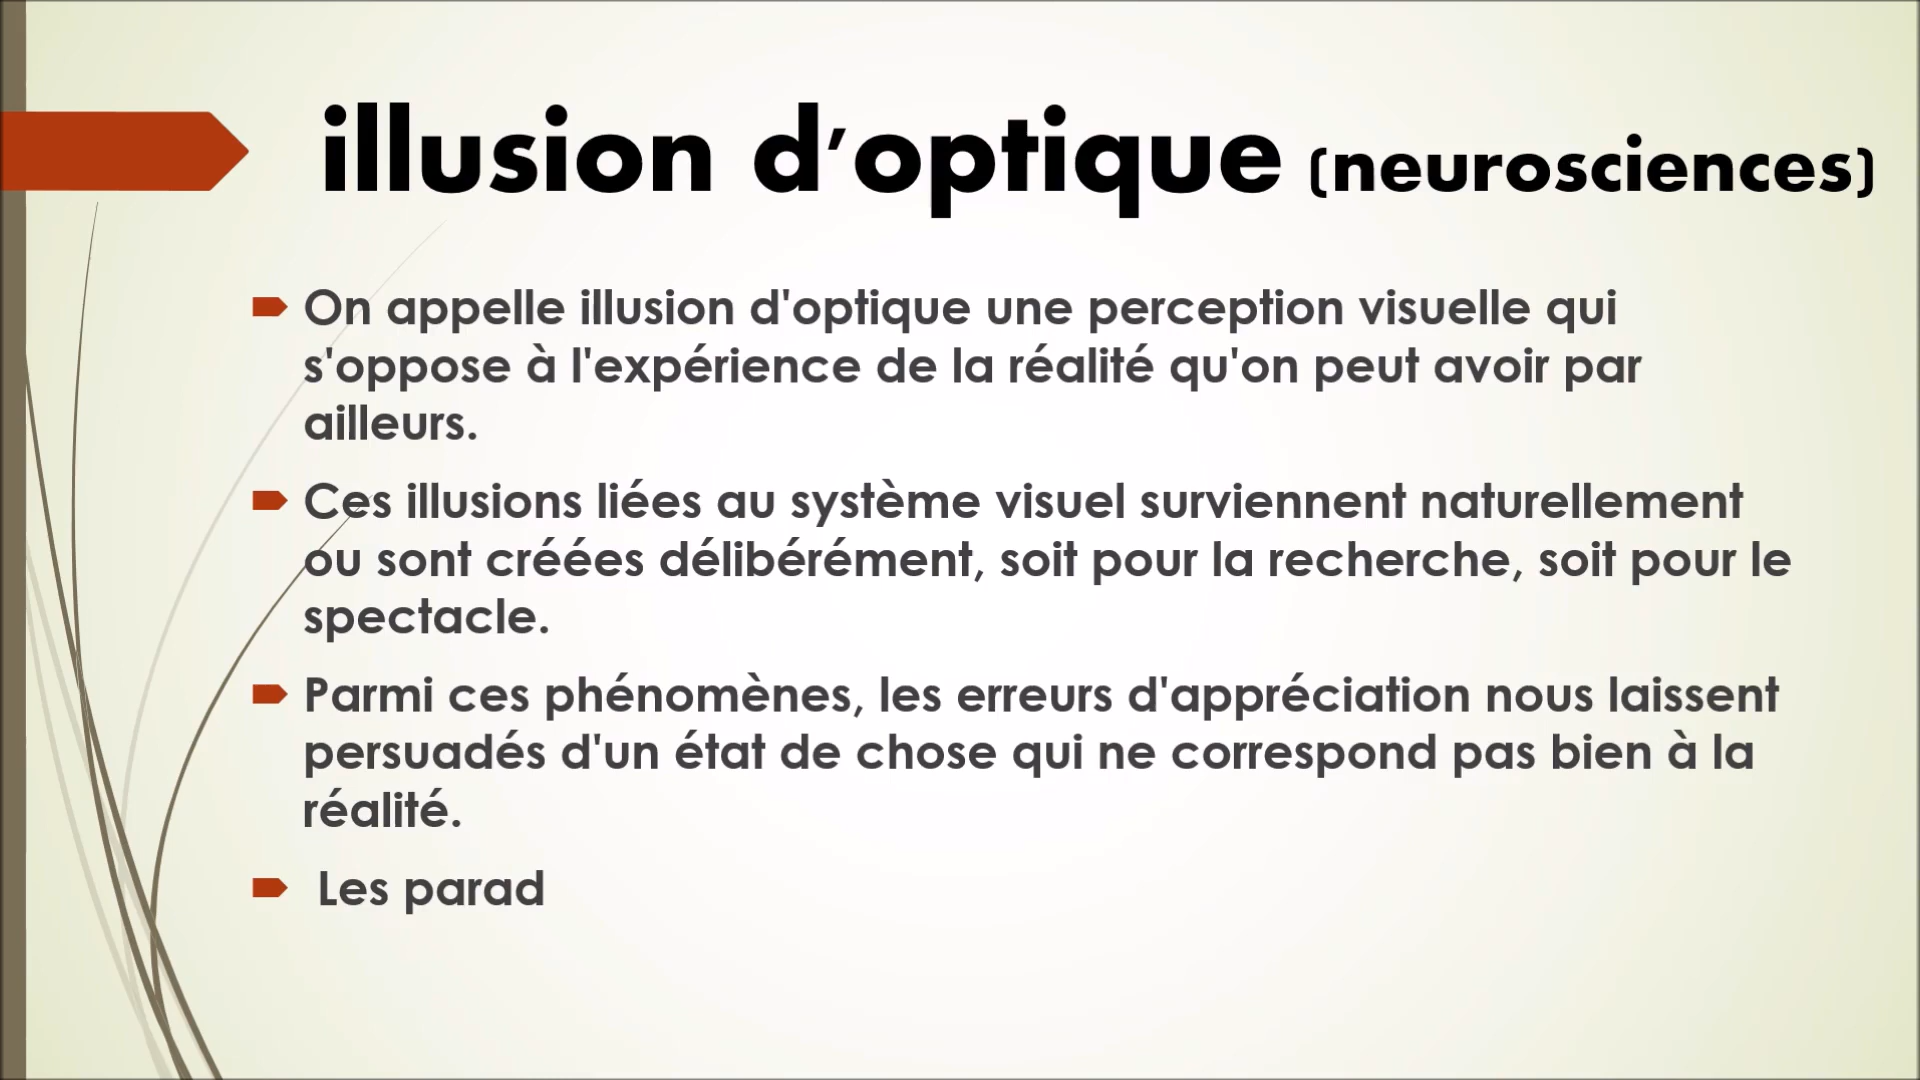 illusion d'optique (neurosciences)
On appelle illusion d'optique une perception visuelle qui
s'oppose à l'expérience de la réalité qu'on peut avoir par
ailleurs.
Ces illusions liées au système visuel surviennent naturellement
ou sont créées délibérément, soit pour la recherche, soit pour le
spectacle.
Parmi ces phénomènes, les erreurs d'appréciation nous laissent
persuadés d'un état de chose qui ne correspond pas bien à la
réalité.
Les parad